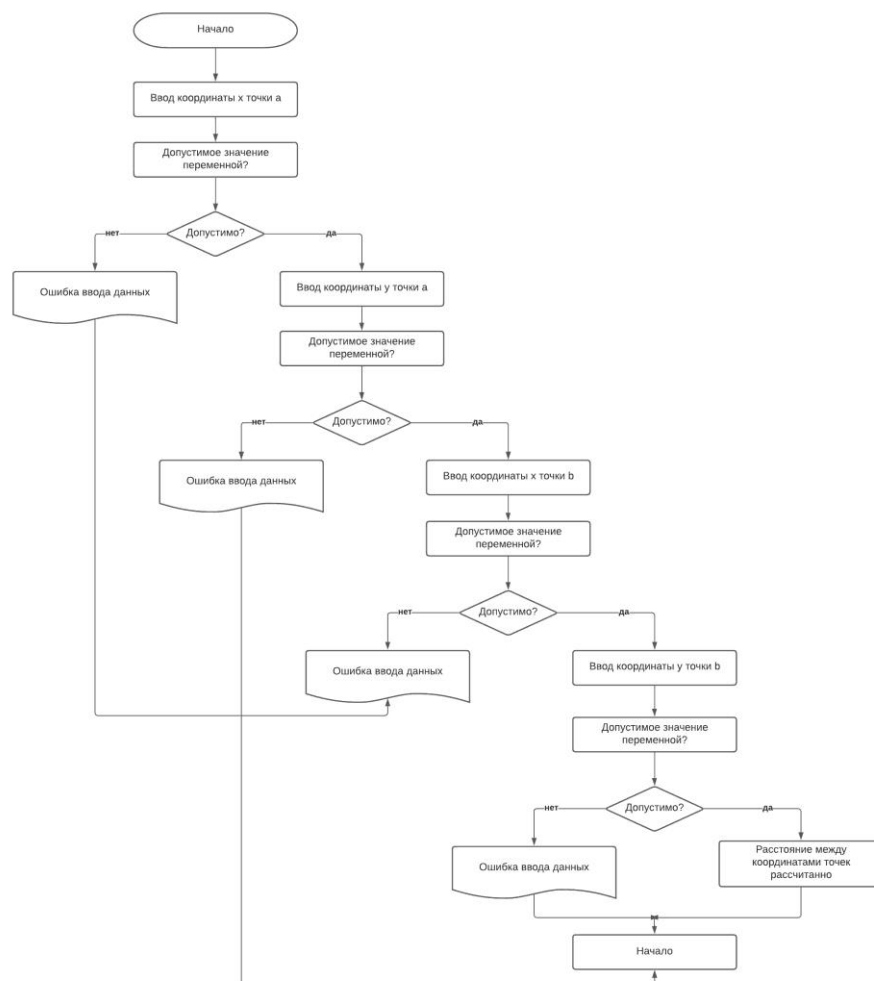 Начало
Ввод координаты x точки a
Допустимое значение
переменной?
Допустимо?
нет
да
Ошибка ввода данных
Ввод координаты y точки a
Допустимое значение
переменной?
Допустимо?
нет
да
Ошибка ввода данных
Ввод координаты x точки b
Допустимое значение
переменной?
Допустимо?
нет
да
Ошибка ввода данных
Ввод координаты y точки b
Допустимое значение
переменной?
Допустимо?
нет
да
Ошибка ввода данных
Расстояние между
координатами точек
рассчитанно
Начало